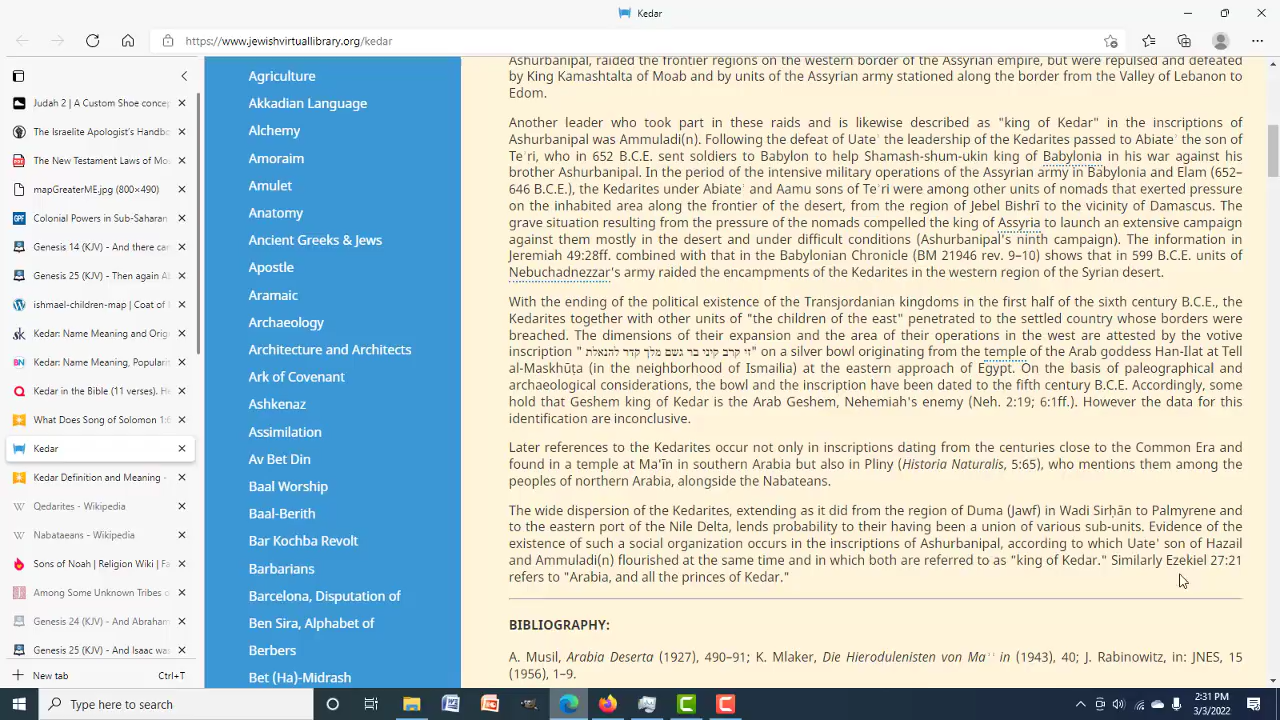 Kedar
https://www.jewishvirtuallibrary.org/kedar
Judah 2 | A Custom Shoe concep
The Israelite Apologist's Handbo
The New Testament Laws of Mos
mapGreaterME.jpg (800×960)
Colonial Powers in Sub-Saharan
Genesis 14 (KJV) - And there can
Genesis 25 (KJV) - Then again Ab
ishmael-children-map | Coat of I
Kedar: Name Meaning and Origi
Kedar Name Meaning, Popularit
Kedar in the Bible (11 verses). He
What Does Song of Solomon 1:6
Kedar
Kedar Definition and Meaning -
Qedarites - Wikipedia
Nabataeans - Wikipedia
Sons of Noah | Religion Wiki | Fa
Among Some Unknown Tribes o
Genesis 24 (KJV) - And Abraham
Genesis 25 (KJV) - And Isaac was
New tab
Ctrl+T
Agriculture
Akkadian Language
Alchemy
Amoraim
Amulet
Anatomy
Ancient Greeks & Jews
Apostle
Aramaic
Archaeology
Architecture and Architects
Ark of Covenant
Ashkenaz
Assimilation
Av Bet Din
Baal Worship
Baal-Berith
Bar Kochba Revolt
Barbarians
Barcelona, Disputation of
Ben Sira, Alphabet of
Berbers
Bet (Ha)-Midrash
Ashurbanipal, raided the frontier regions on the western border of the Assyrian empire, but were repulsed and defeated
by King Kamashtalta of Moab and by units of the Assyrian army stationed along the border from the Valley of Lebanon to
Edom.
Another leader who took part in these raids and is likewise described as "king of Kedar" in the inscriptions of
Ashurbanipal was Ammuladi(n). Following the defeat of Uateʾ the leadership of the Kedarites passed to Abiateʾ the son of
Teʾri, who in 652 B.C.E. sent soldiers to Babylon to help Shamash-shum-ukin king of Babylonia in his war against his
brother Ashurbanipal. In the period of the intensive military operations of the Assyrian army in Babylonia and Elam (652–
646 B.C.E.), the Kedarites under Abiateʾ and Aamu sons of Teʾri were among other units of nomads that exerted pressure
on the inhabited area along the frontier of the desert, from the region of Jebel Bishrī to the vicinity of Damascus. The
grave situation resulting from the pressure of the nomads compelled the king of Assyria to launch an extensive campaign
against them mostly in the desert and under difficult conditions (Ashurbanipal's ninth campaign). The information in
Jeremiah 49:28ff. combined with that in the Babylonian Chronicle (BM 21946 rev. 9–10) shows that in 599 B.C.E. units of
Nebuchadnezzar's army raided the encampments of the Kedarites in the western region of the Syrian desert.
With the ending of the political existence of the Transjordanian kingdoms in the first half of the sixth century B.C.E., the
Kedarites together with other units of "the children of the east" penetrated to the settled country whose borders were
breached. The dimensions of their expansion and the area of their operations in the west are attested by the votive
inscription "זי קרב קיני בר גשם מלך קדר להנאלת" on a silver bowl originating from the temple of the Arab goddess Han-Ilat at Tell
al-Maskhūṭa (in the neighborhood of Ismailia) at the eastern approach of Egypt. On the basis of paleographical and
archaeological considerations, the bowl and the inscription have been dated to the fifth century B.C.E. Accordingly, some
hold that Geshem king of Kedar is the Arab Geshem, Nehemiah's enemy (Neh. 2:19; 6:1ff.). However the data for this
identification are inconclusive.
Later references to the Kedarites occur not only in inscriptions dating from the centuries close to the Common Era and
found in a temple at Ma'īn in southern Arabia but also in Pliny (Historia Naturalis, 5:65), who mentions them among the
peoples of northern Arabia, alongside the Nabateans.
The wide dispersion of the Kedarites, extending as it did from the region of Duma (Jawf) in Wadi Sirḥān to Palmyrene and
to the eastern port of the Nile Delta, lends probability to their having been a union of various sub-units. Evidence of the
existence of such a social organization occurs in the inscriptions of Ashurbanipal, according to which Uate' son of Hazail
and Ammuladi(n) flourished at the same time and in which both are referred to as "king of Kedar." Similarly Ezekiel 27:21
refers to "Arabia, and all the princes of Kedar."
BIBLIOGRAPHY:
A. Musil, Arabia Deserta (1927), 490–91; K. Mlaker, Die Hierodulenisten von Maʿʾin (1943), 40; J. Rabinowitz, in: JNES, 15
(1956), 1–9.
Type here to search
2:31 PM
3/3/2022